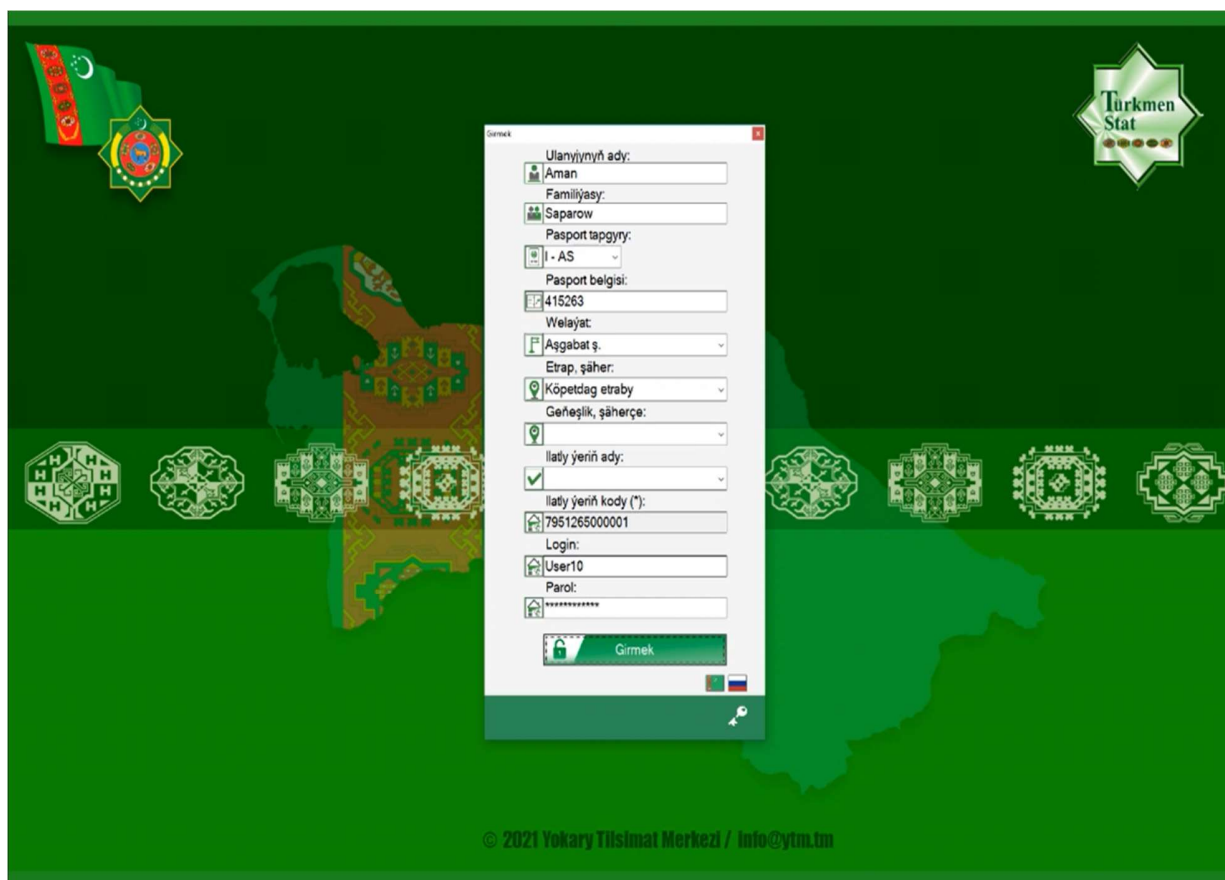 Türkmen
Stat
Girmek
Ulanyjynyň ady:
Aman
Familiýasy:
Saparow
Pasport tapgyry:
I - AS
Pasport belgisi:
415263
Welaýat:
Aşgabat ş.
Etrap, şäher:
Köpetdag etraby
Geňeşlik, şäherçe:
Ilatly ýeriň ady:
Ilatly ýeriň kody (*):
7951265000001
Login:
User10
Parol:
************
Girmek
© 2021 Yokary Tilsimat Merkezi / info@ytm.tm